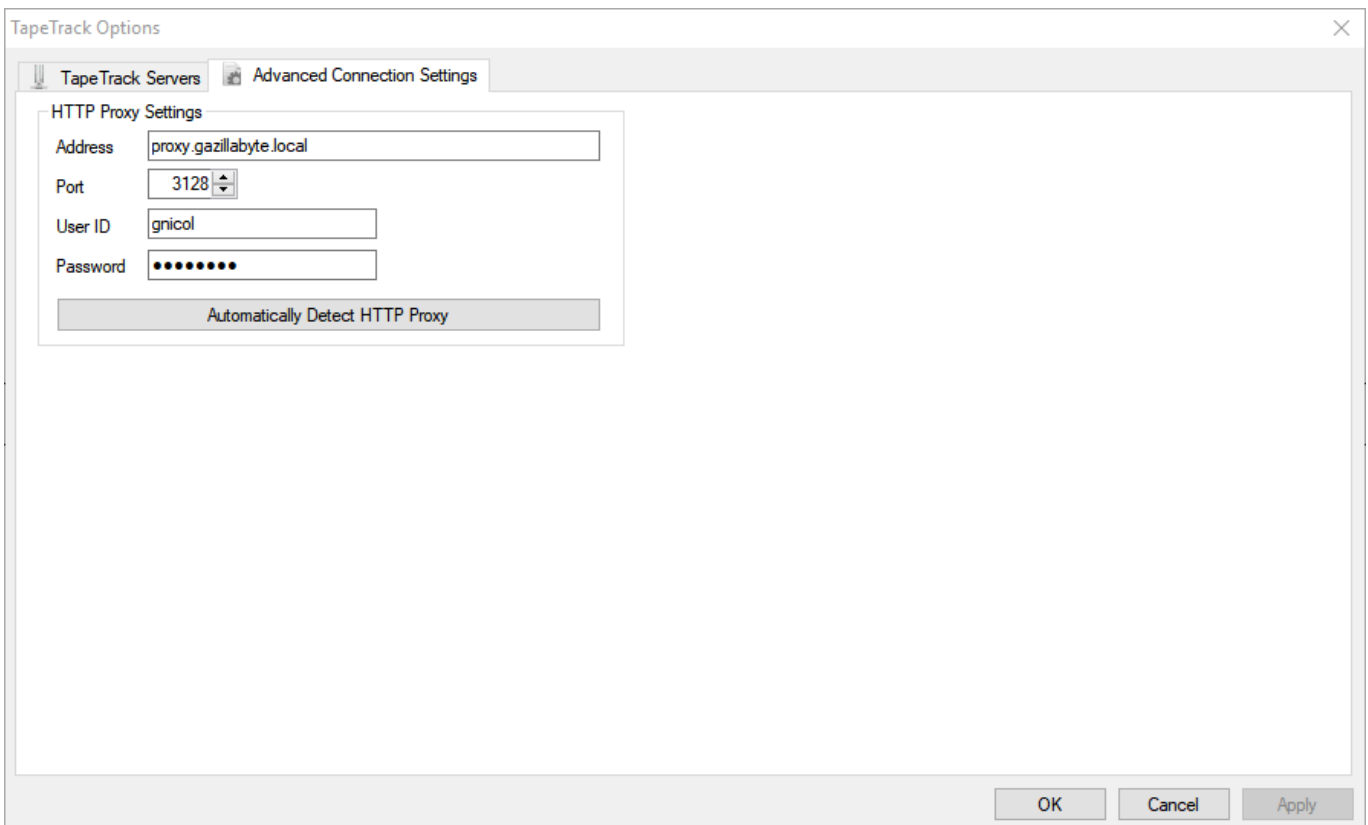 TapeTrack Options
TapeTrack Servers Advanced Connection Settings
HTTP Proxy Settings
Address proxy.gazillabyte.local
Port 3128
User ID gnicol
Password ●●●●●●●●
Automatically Detect HTTP Proxy
OK Cancel Apply